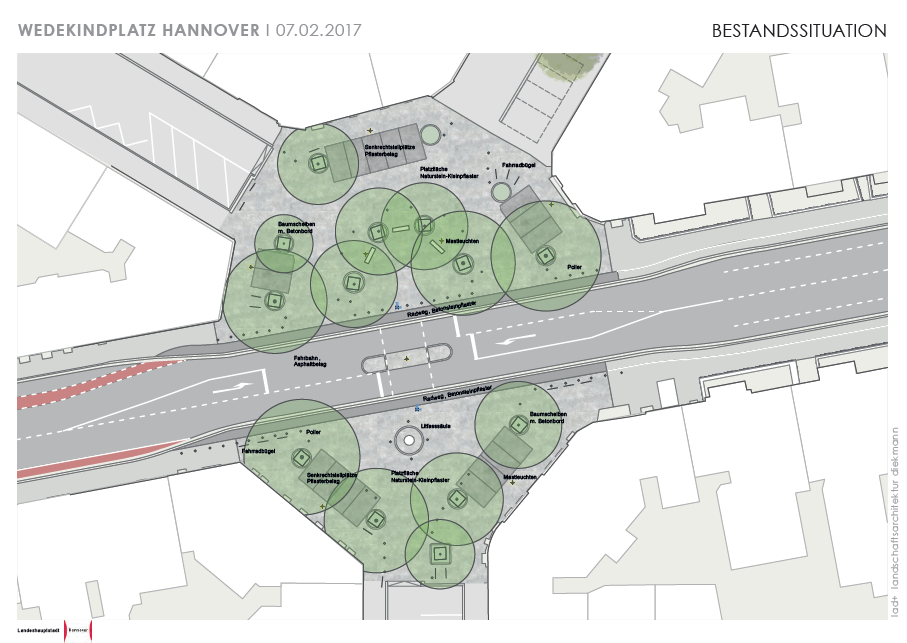 WEDEKINDPLATZ HANNOVER I 07.02.2017
BESTANDSSITUATION
Senkrechtstellplätze
Pflasterbelag
Platzfläche
Naturstein-Kleinpflaster
Fahrradbügel
Baumscheiben
m. Betonbord
Mastleuchten
Poller
Radweg, Betonsteinpflaster
Fahrbahn,
Asphaltbelag
Radweg, Betonsteinpflaster
Baumscheiben
m. Betonbord
Litfasssäule
Poller
Fahrradbügel
Senkrechtstellplätze
Pflasterbelag
Platzfläche
Naturstein-Kleinpflaster
Mastleuchten
lad+ landschaftsarchitektur diekmann
Landeshauptstadt Hannover